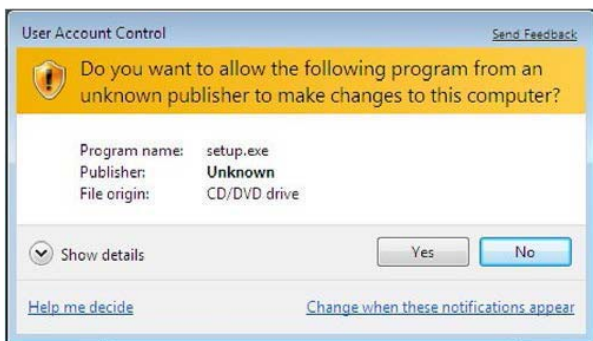 User Account Control
Send Feedback
Do you want to allow the following program from an
unknown publisher to make changes to this computer?
Program name: setup.exe
Publisher: Unknown
File origin: CD/DVD drive
Show details
Yes
No
Help me decide
Change when these notifications appear